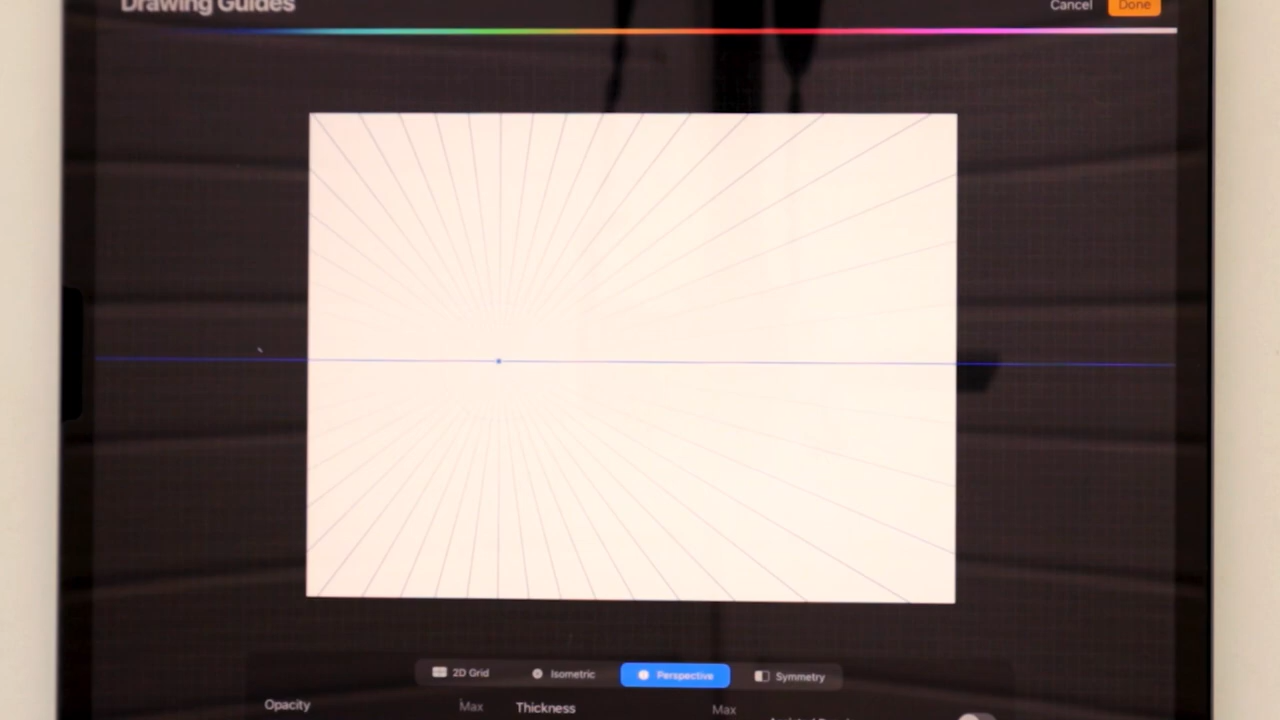 Drawing Guides
Cancel
Done
2D Grid
Isometric
Perspective
Symmetry
Opacity
Max
Thickness
Max